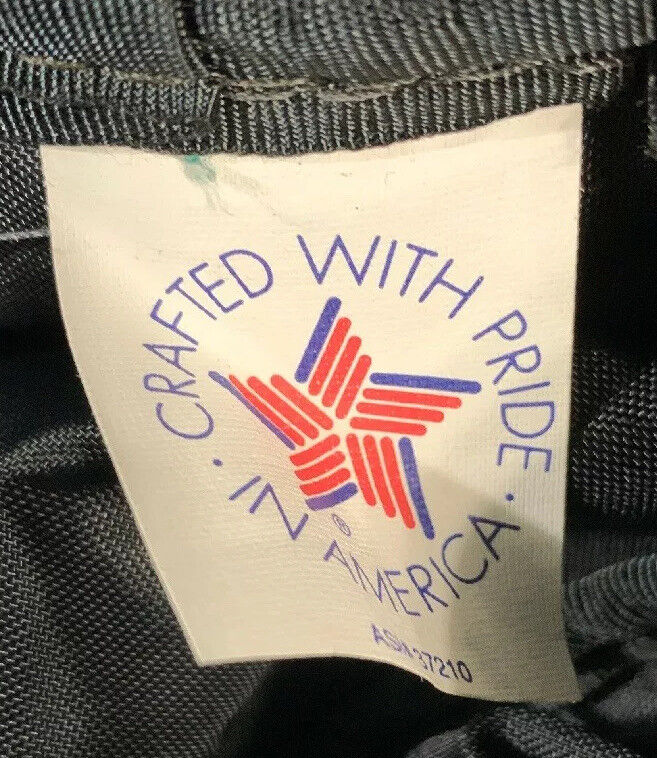 · CRAFTED WITH PRIDE ·
IN AMERICA
®
ASN 37210